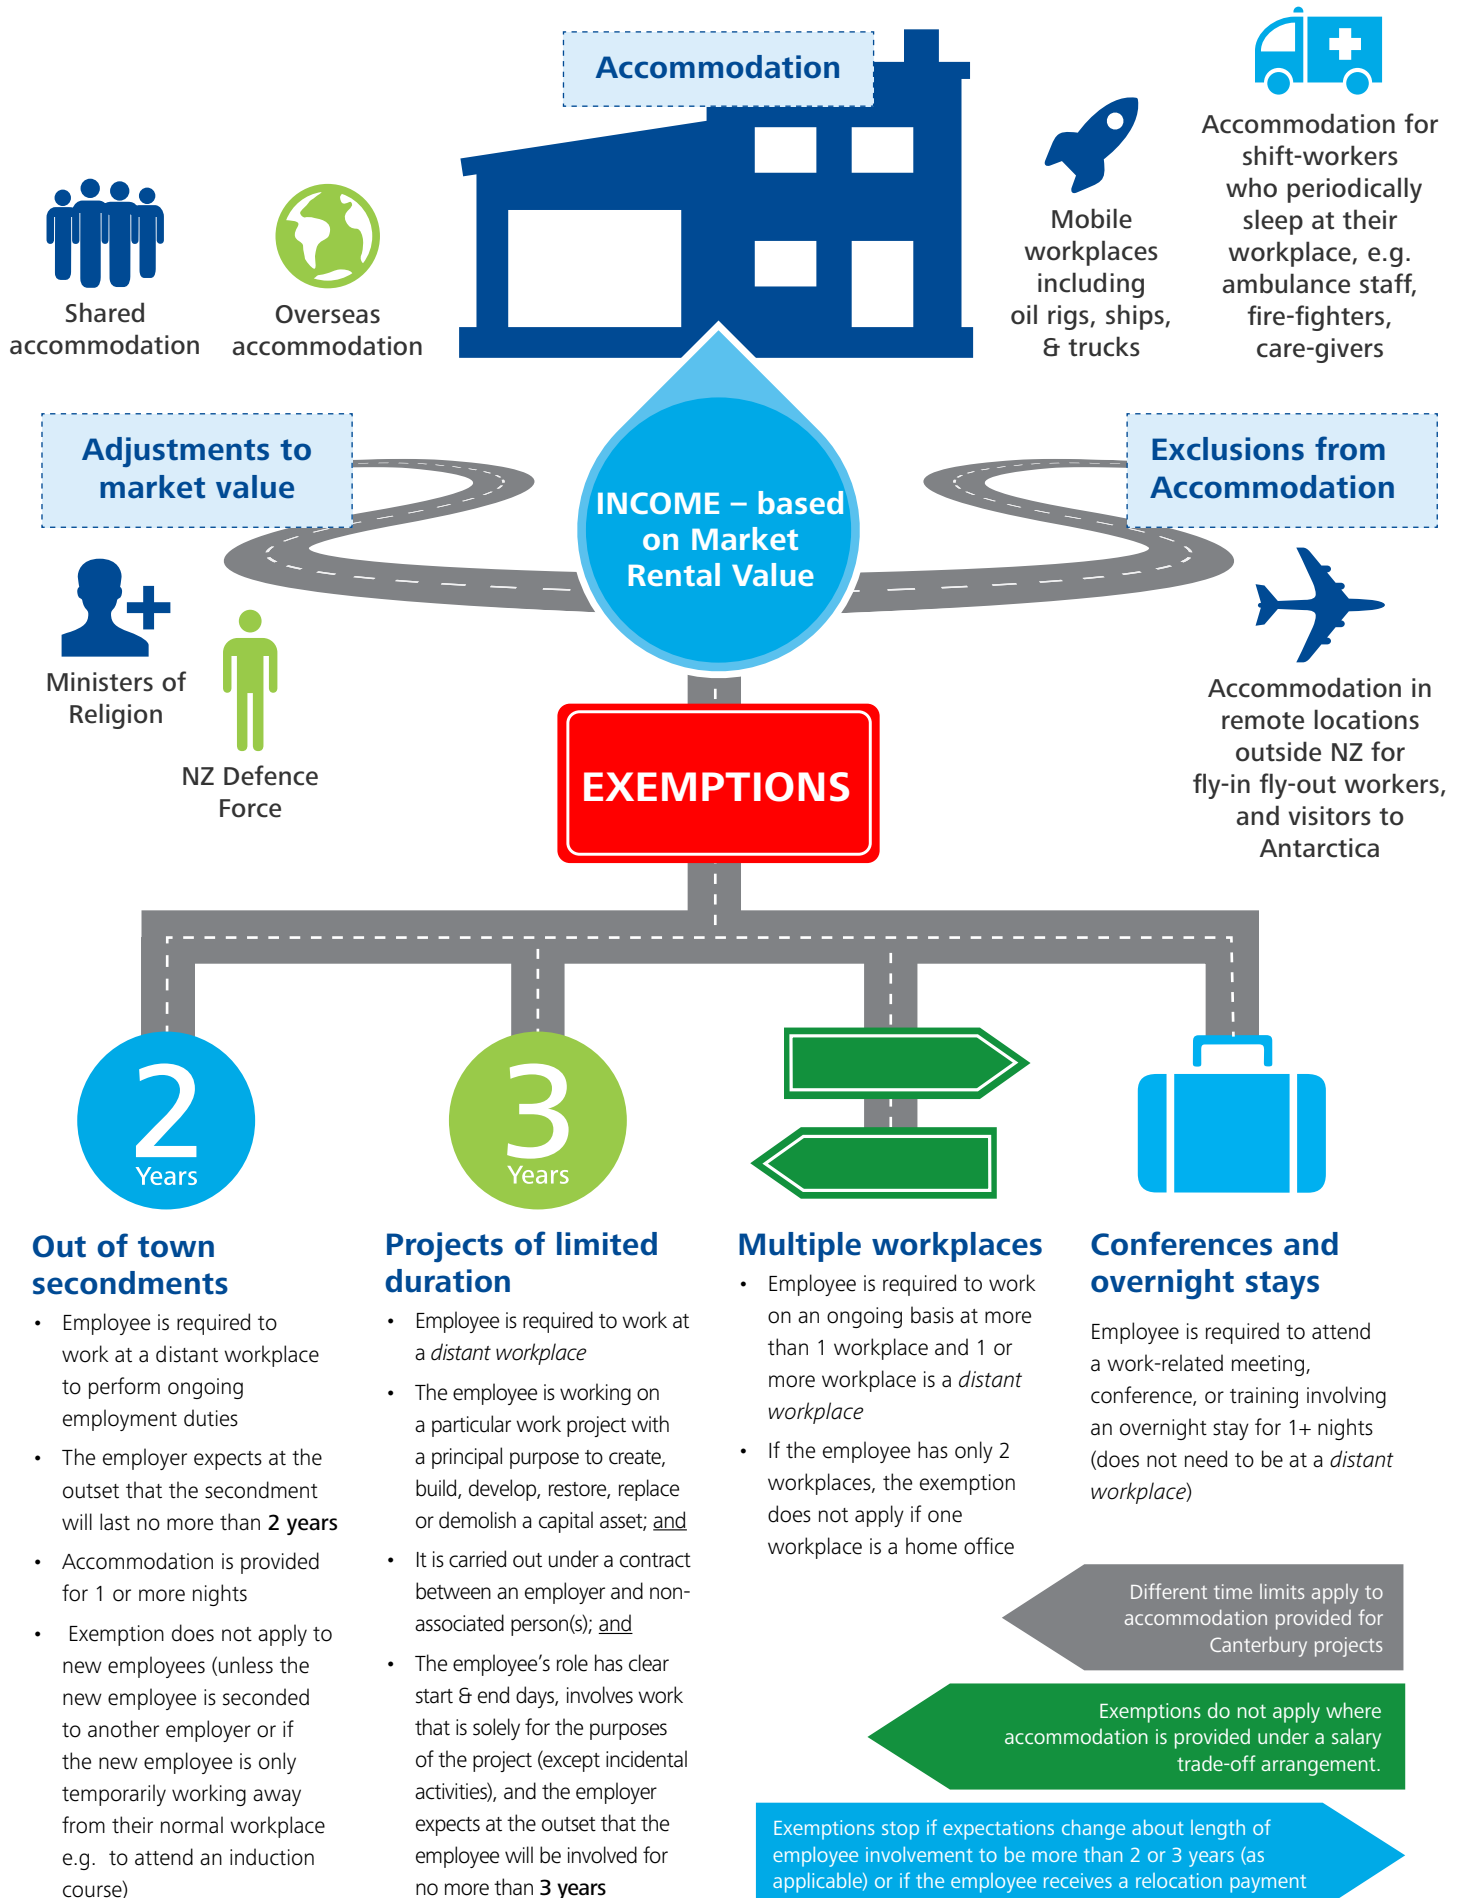 Accommodation
Shared
accommodation
Overseas
accommodation
Mobile
workplaces
including
oil rigs, ships,
& trucks
Accommodation for
shift-workers
who periodically
sleep at their
workplace, e.g.
ambulance staff,
fire-fighters,
care-givers
Adjustments to
market value
INCOME – based
on Market
Rental Value
Exclusions from
Accommodation
Ministers of
Religion
NZ Defence
Force
Accommodation in
remote locations
outside NZ for
fly-in fly-out workers,
and visitors to
Antarctica
EXEMPTIONS
2
Years
Out of town
secondments
• Employee is required to
work at a distant workplace
to perform ongoing
employment duties
• The employer expects at the
outset that the secondment
will last no more than 2 years
• Accommodation is provided
for 1 or more nights
• Exemption does not apply to
new employees (unless the
new employee is seconded
to another employer or if
the new employee is only
temporarily working away
from their normal workplace
e.g. to attend an induction
course)
3
Years
Projects of limited
duration
• Employee is required to work at
a distant workplace
• The employee is working on
a particular work project with
a principal purpose to create,
build, develop, restore, replace
or demolish a capital asset; and
• It is carried out under a contract
between an employer and non-
associated person(s); and
• The employee's role has clear
start & end days, involves work
that is solely for the purposes
of the project (except incidental
activities), and the employer
expects at the outset that the
employee will be involved for
no more than 3 years
Multiple workplaces
• Employee is required to work
on an ongoing basis at more
than 1 workplace and 1 or
more workplace is a distant
workplace
• If the employee has only 2
workplaces, the exemption
does not apply if one
workplace is a home office
Conferences and
overnight stays
Employee is required to attend
a work-related meeting,
conference, or training involving
an overnight stay for 1+ nights
(does not need to be at a distant
workplace)
Different time limits apply to
accommodation provided for
Canterbury projects
Exemptions do not apply where
accommodation is provided under a salary
trade-off arrangement.
Exemptions stop if expectations change about length of
employee involvement to be more than 2 or 3 years (as
applicable) or if the employee receives a relocation payment